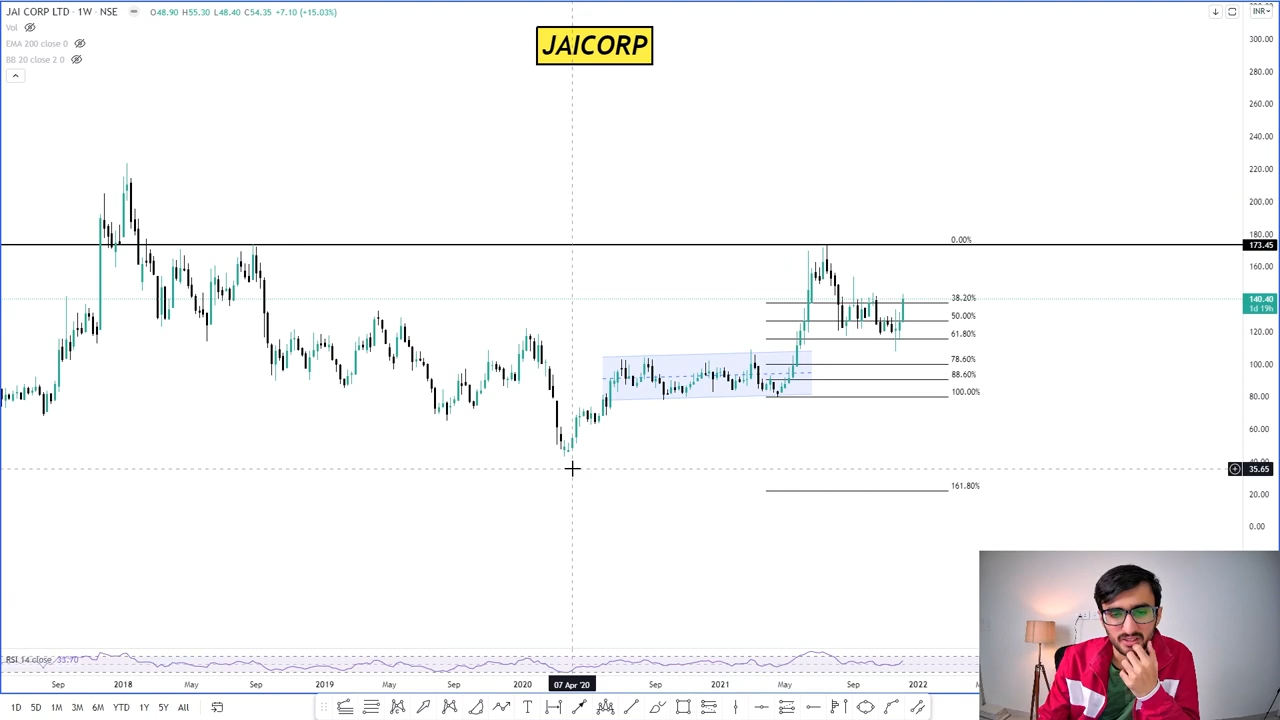 JAI CORP LTD · 1W · NSE O48.90 H55.30 L48.40 C54.35 +7.10 (+15.03%)
INR
Vol
EMA 200 close 0
BB 20 close 2 0
JAICORP
300.00
280.00
260.00
240.00
220.00
200.00
180.00
0.00%
173.45
160.00
38.20%
140.40
1d 19h
50.00%
120.00
61.80%
78.60%
100.00
88.60%
100.00%
80.00
60.00
35.65
161.80%
20.00
0.00
RSI 14 close 33.70
Sep 2018 May Sep 2019 May Sep 2020 07 Apr '20 Sep 2021 May Sep 2022
1D 5D 1M 3M 6M YTD 1Y 5Y All